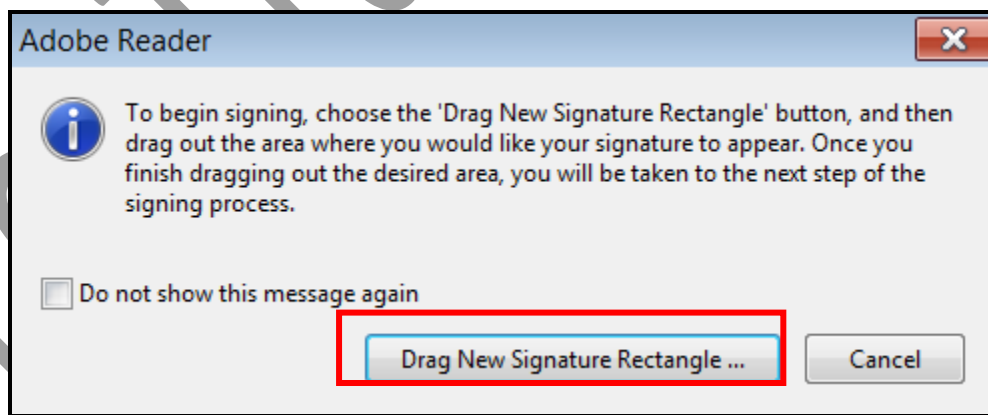 Adobe Reader
To begin signing, choose the 'Drag New Signature Rectangle' button, and then
drag out the area where you would like your signature to appear. Once you
finish dragging out the desired area, you will be taken to the next step of the
signing process.
Do not show this message again
Drag New Signature Rectangle ...
Cancel